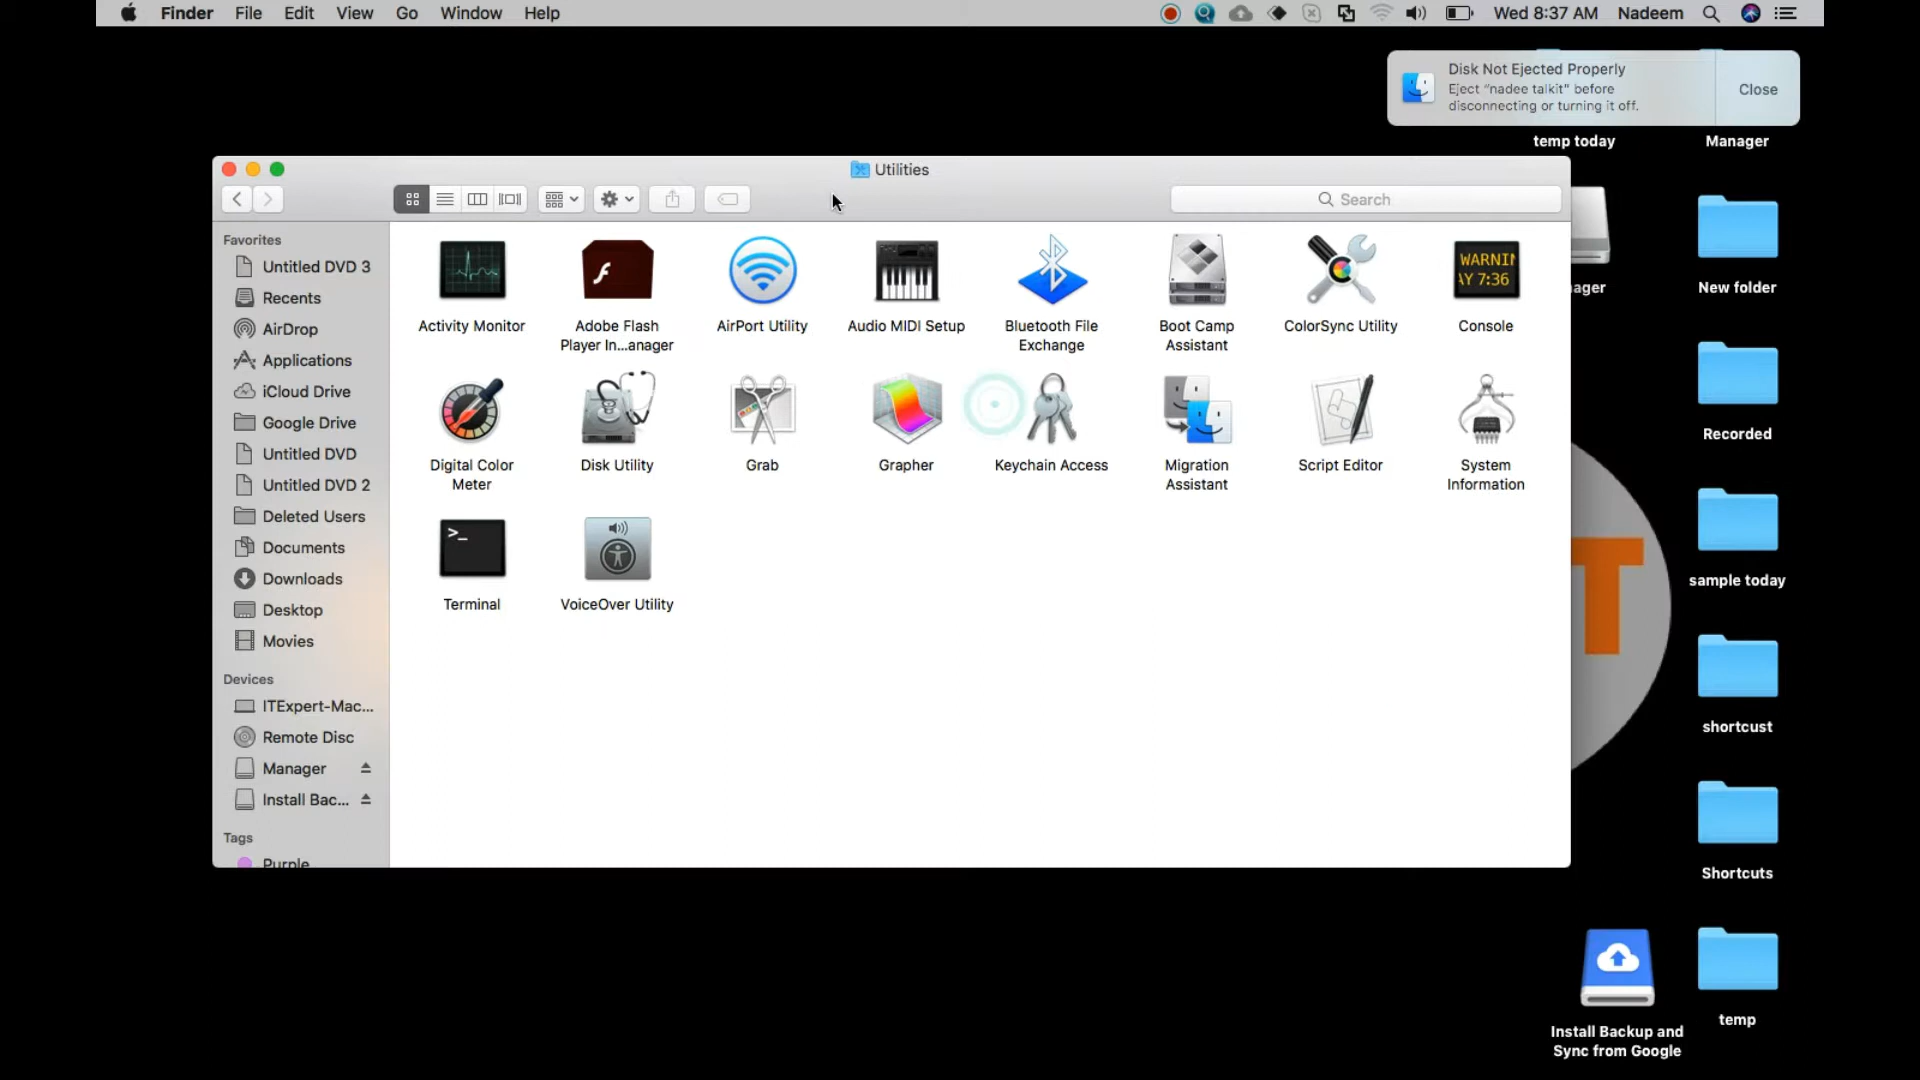 Finder File Edit View Go Window Help
Wed 8:37 AM Nadeem
Disk Not Ejected Properly
Eject “nadee talkit” before
disconnecting or turning it off.
Close
temp today
Manager
Utilities
Search
Favorites
Untitled DVD 3
Recents
AirDrop
Applications
iCloud Drive
Google Drive
Untitled DVD
Untitled DVD 2
Deleted Users
Documents
Downloads
Desktop
Movies
Devices
ITExpert-Mac...
Remote Disc
Manager
Install Bac...
Tags
Purple
Activity Monitor
Adobe Flash
Player In...anager
AirPort Utility
Audio MIDI Setup
Bluetooth File
Exchange
Boot Camp
Assistant
ColorSync Utility
WARNIN
AY 7:36
Console
Digital Color
Meter
Disk Utility
Grab
Grapher
Keychain Access
Migration
Assistant
Script Editor
System
Information
>_
Terminal
VoiceOver Utility
ager
New folder
Recorded
T
sample today
shortcust
Shortcuts
Install Backup and
Sync from Google
temp